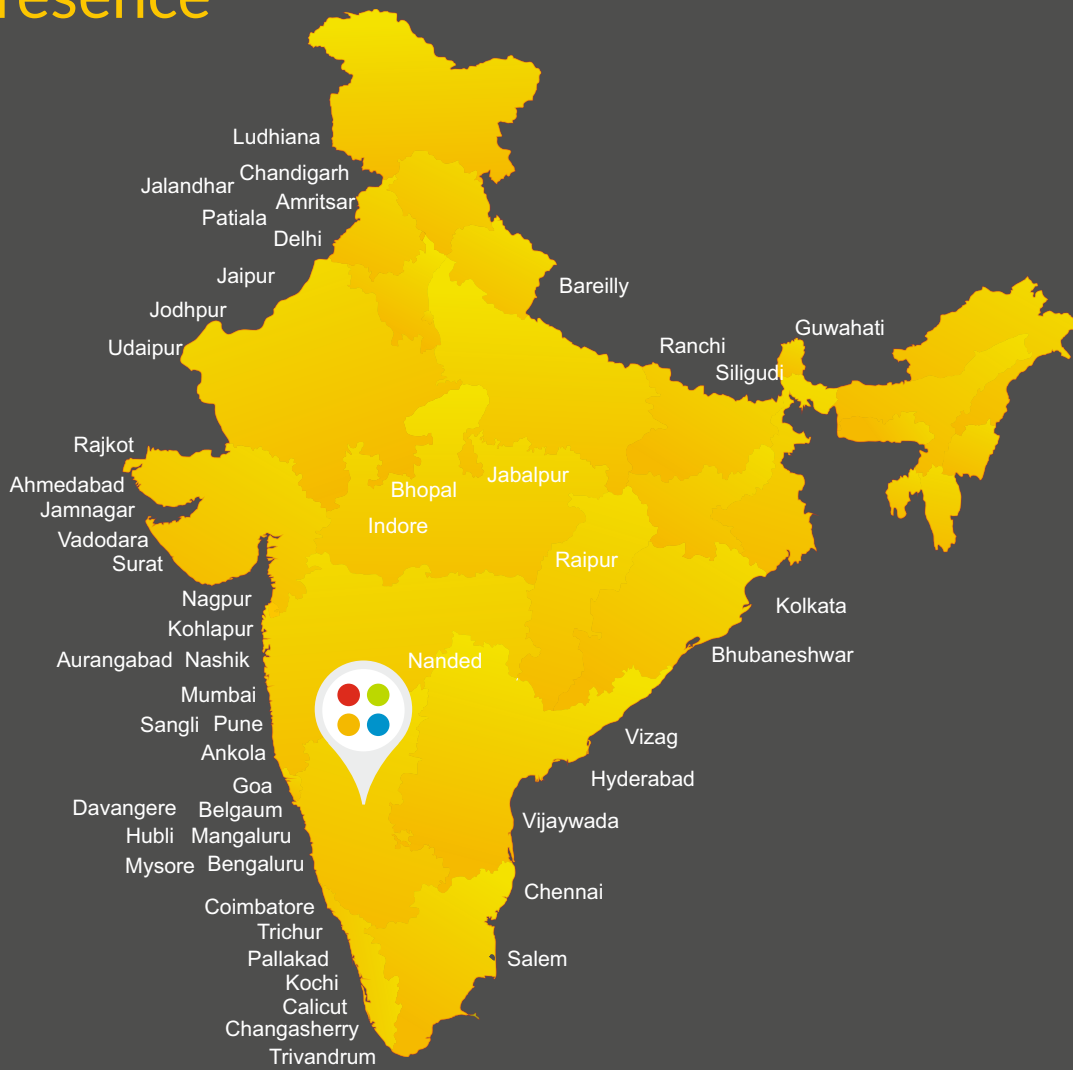 resence
Ludhiana
Chandigarh
Jalandhar
Amritsar
Patiala
Delhi
Jaipur
Bareilly
Jodhpur
Guwahati
Udaipur
Ranchi
Siligudi
Rajkot
Jabalpur
Ahmedabad
Bhopal
Jamnagar
Indore
Vadodara
Surat
Raipur
Nagpur
Kolkata
Kohlapur
Aurangabad Nashik
Nanded
Bhubaneshwar
Mumbai
Sangli Pune
Vizag
Ankola
Hyderabad
Goa
Davangere Belgaum
Vijaywada
Hubli Mangaluru
Mysore Bengaluru
Chennai
Coimbatore
Trichur
Pallakad
Salem
Kochi
Calicut
Changasherry
Trivandrum